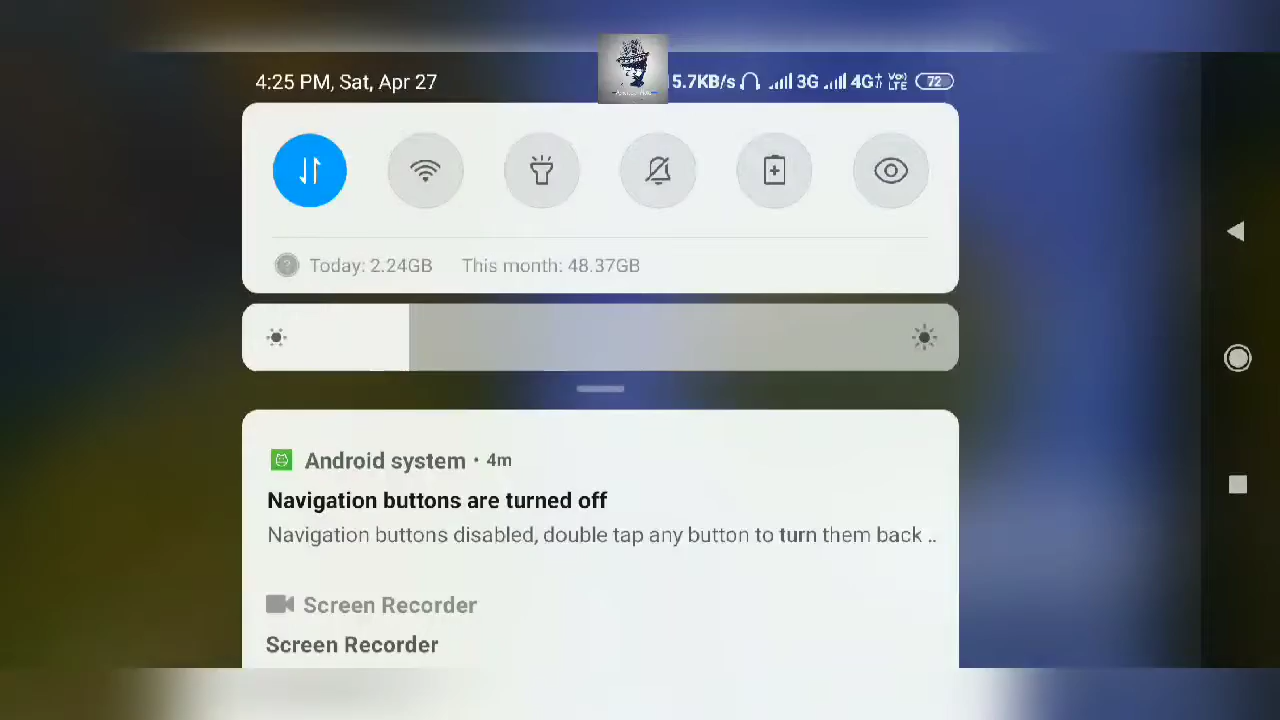 4:25 PM, Sat, Apr 27 5.7KB/s 3G 4G Vo) LTE 72
Today: 2.24GB This month: 48.37GB
Android system • 4m
Navigation buttons are turned off
Navigation buttons disabled, double tap any button to turn them back ..
Screen Recorder
Screen Recorder